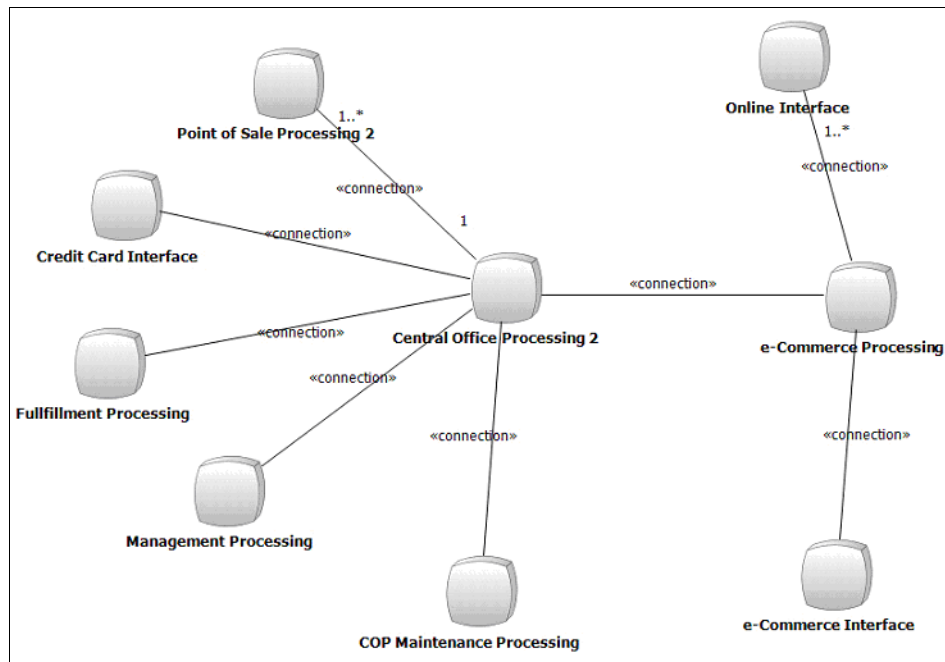 Online Interface
1..*
Point of Sale Processing 2
1..*
«connection»
«connection»
1
«connection»
Credit Card Interface
«connection»
«connection»
Central Office Processing 2
e-Commerce Processing
«connection»
Fullfillment Processing
«connection»
«connection»
Management Processing
COP Maintenance Processing
e-Commerce Interface
«connection»